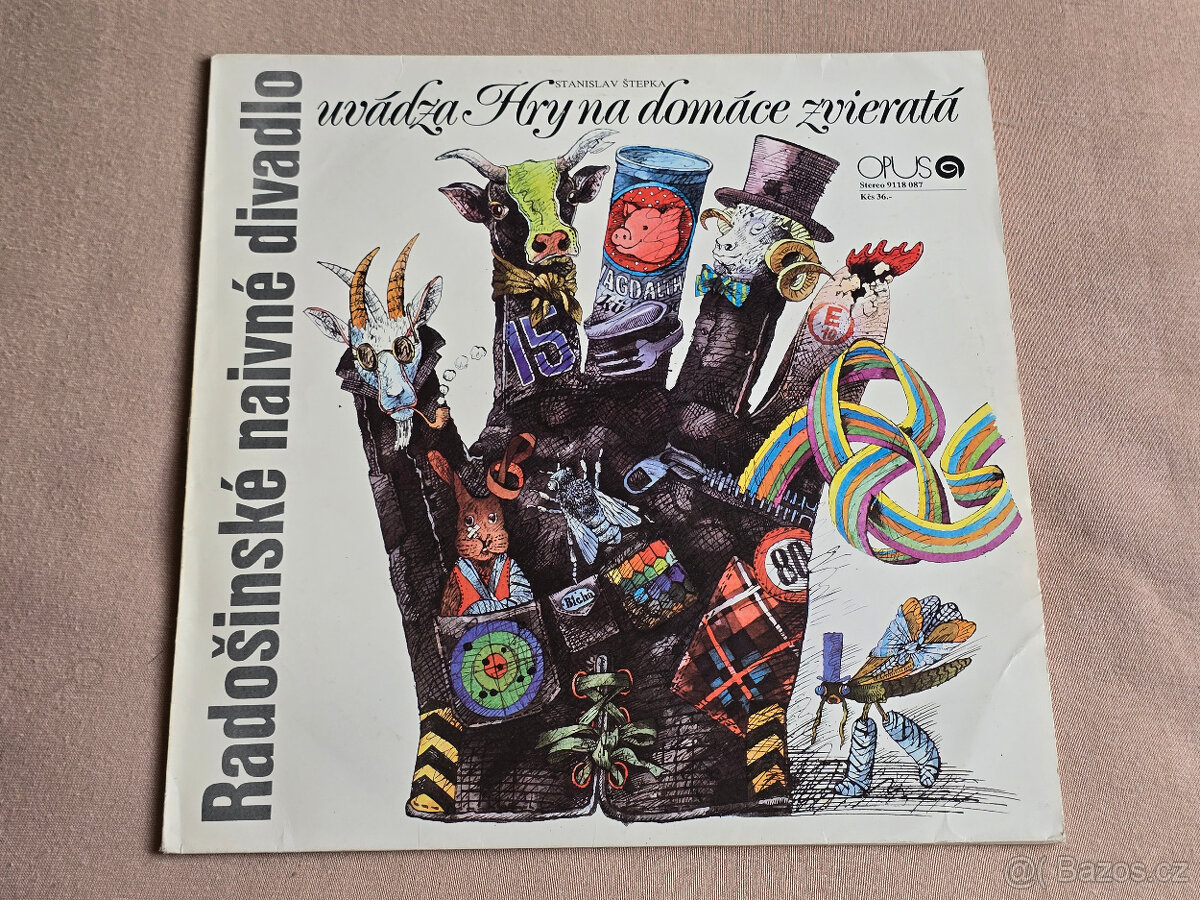 Radošinské naivné divadlo
STANISLAV ŠTEPKA
uvádza Hry na domáce zvieratá
OPUS
Stereo 9118 087
Kčs 36.-
15
E
10
Blcha
80
© Bazos.cz